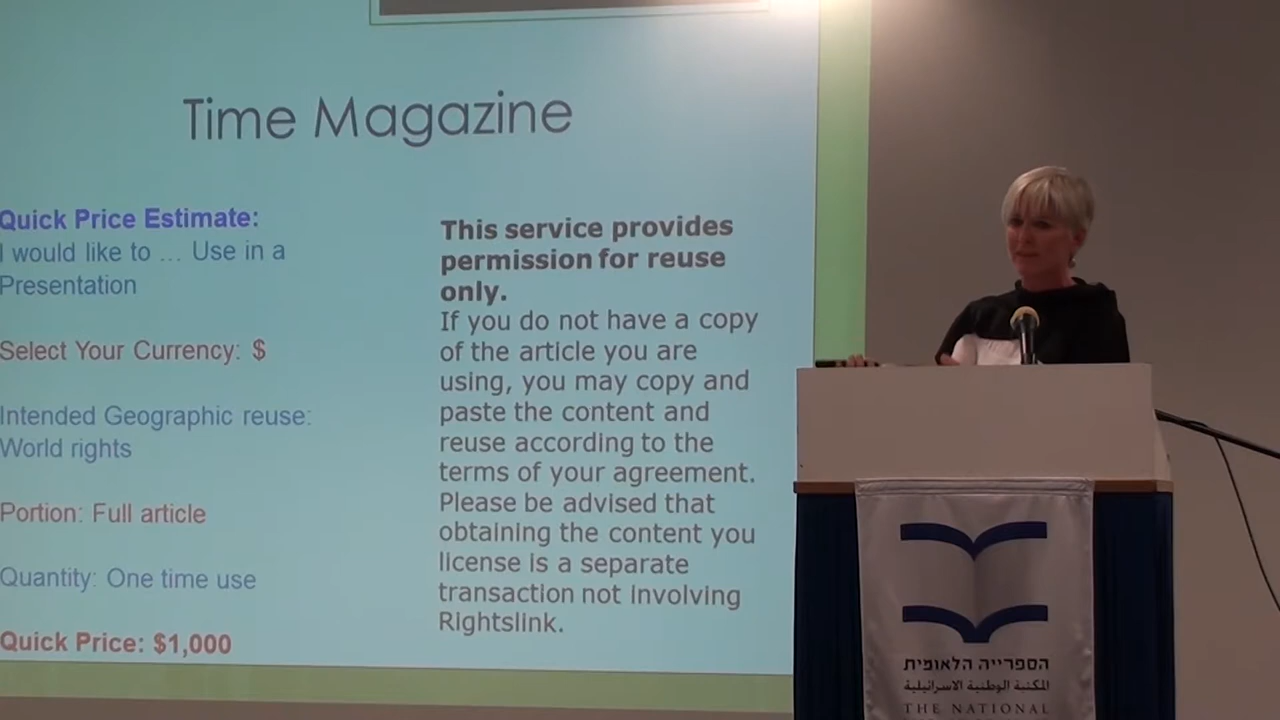 Time Magazine
Quick Price Estimate:
I would like to ... Use in a
Presentation
Select Your Currency: $
Intended Geographic reuse:
World rights
Portion: Full article
Quantity: One time use
Quick Price: $1,000
This service provides
permission for reuse
only.
If you do not have a copy
of the article you are
using, you may copy and
paste the content and
reuse according to the
terms of your agreement.
Please be advised that
obtaining the content you
license is a separate
transaction not involving
Rightslink.
הספרייה הלאומית
المكتبة الوطنية الاسرائيلية
THE NATIONAL